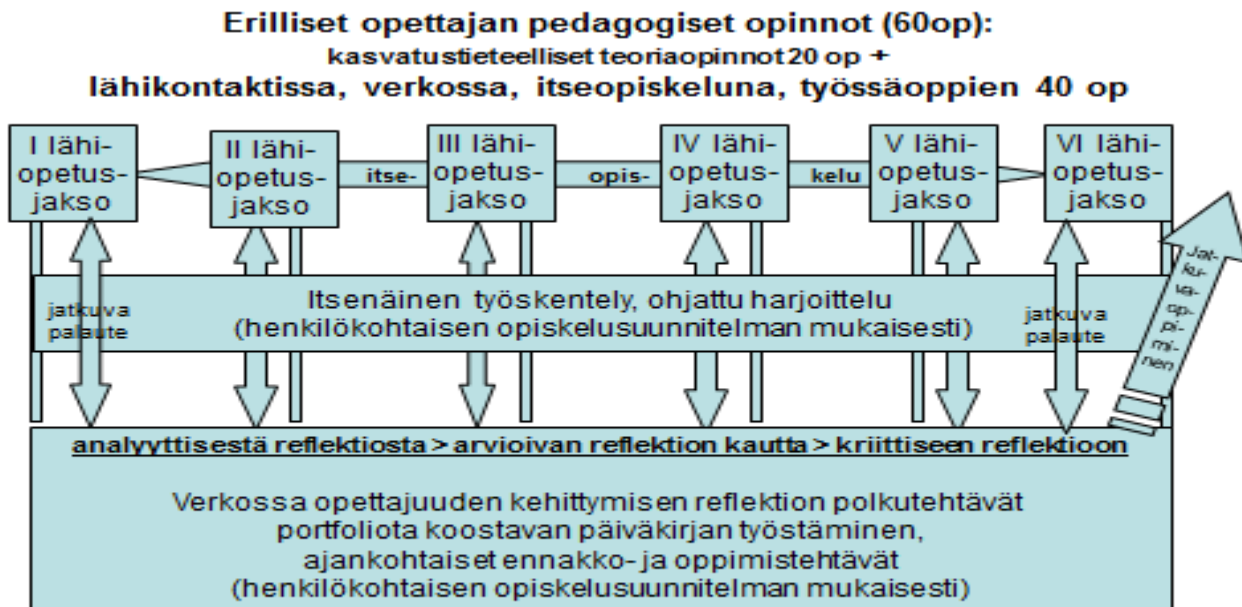 Erilliset opettajan pedagogiset opinnot (60op):
kasvatustieteelliset teoriaopinnot 20 op +
lähikontaktissa, verkossa, itseopiskeluna, työssäoppien 40 op
I lähi-
opetus-
jakso
II lähi-
opetus-
jakso
itse-
III lähi-
opetus-
jakso
opis-
IV lähi-
opetus-
jakso
kelu
V lähi-
opetus-
jakso
VI lähi-
opetus-
jakso
Jat-
ku-
va
op-
pi-
mi-
nen
jatkuva
palaute
Itsenäinen työskentely, ohjattu harjoittelu
(henkilökohtaisen opiskelusuunnitelman mukaisesti)
jatkuva
palaute
analyyttisestä reflektiosta > arvioivan reflektion kautta > kriittiseen reflektioon
Verkossa opettajuuden kehittymisen reflektion polkutehtävät
portfoliota koostavan päiväkirjan työstäminen,
ajankohtaiset ennakko- ja oppimistehtävät
(henkilökohtaisen opiskelusuunnitelman mukaisesti)